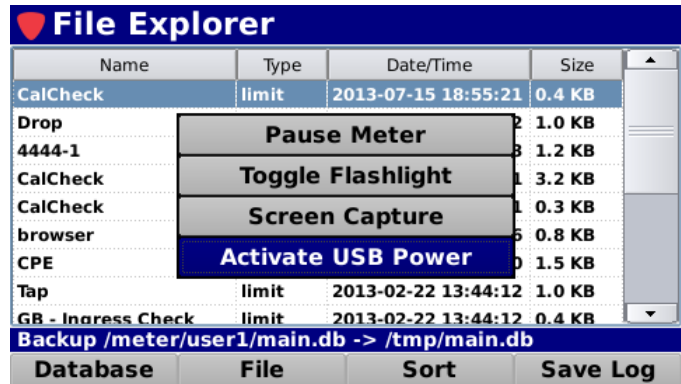 File Explorer
Name Type Date/Time Size
CalCheck limit 2013-07-15 18:55:21 0.4 KB
Drop 1.0 KB
4444-1 1.2 KB
CalCheck 3.2 KB
CalCheck 0.3 KB
browser 0.8 KB
CPE 1.5 KB
Pause Meter
Toggle Flashlight
Screen Capture
Activate USB Power
Tap limit 2013-02-22 13:44:12 1.0 KB
GB - Ingress Check limit 2013-02-22 13:44:12 0.4 KB
Backup /meter/user1/main.db -> /tmp/main.db
Database File Sort Save Log